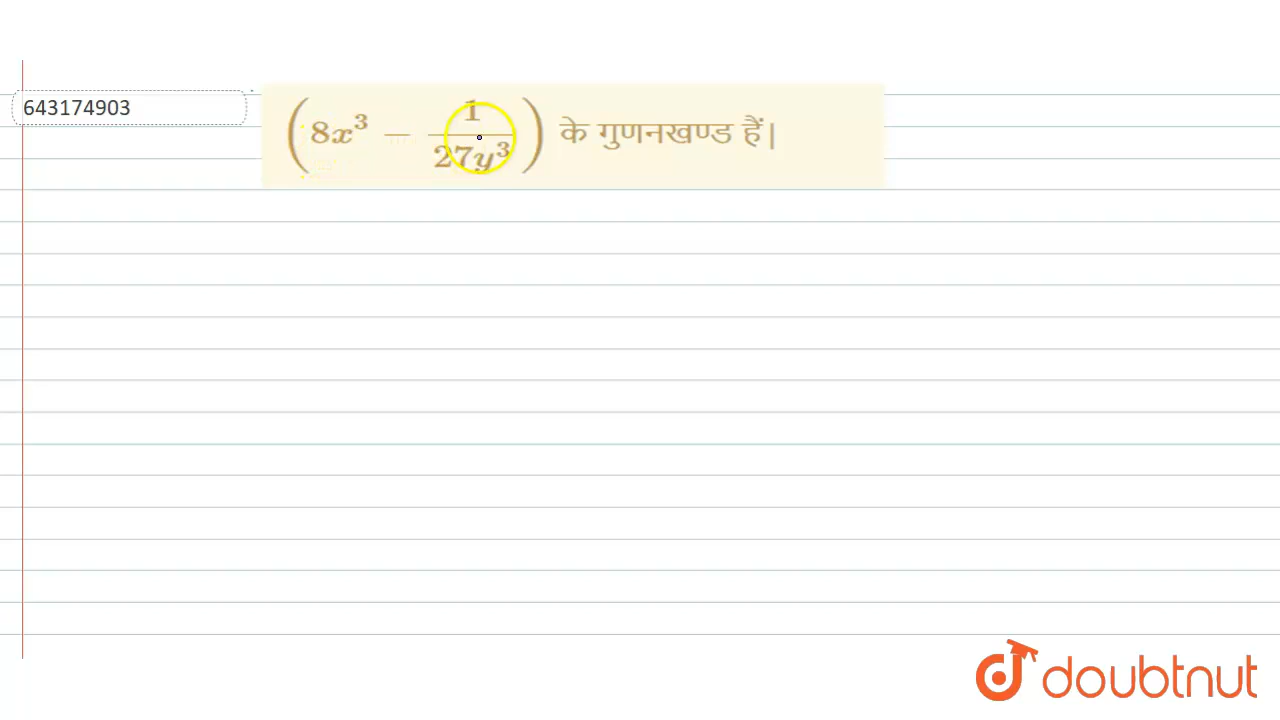 643174903
(8x³ − 1/27y³) के गुणनखण्ड हैं|
doubtnut